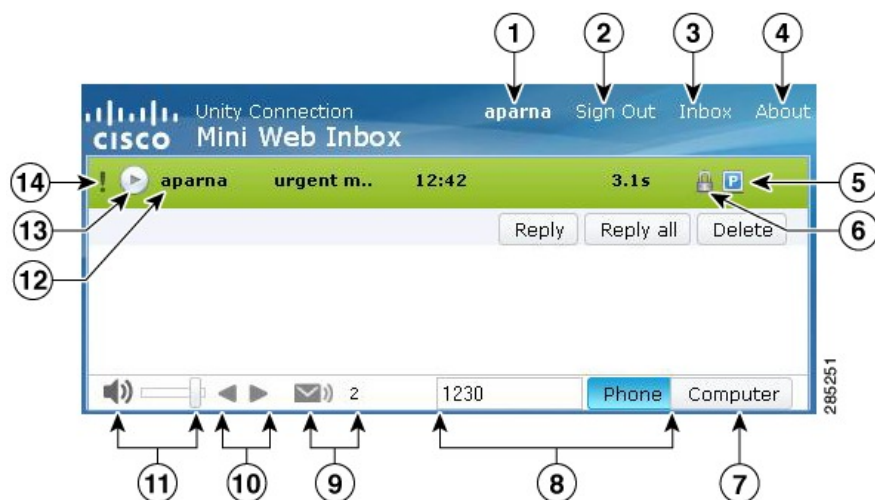 1 2 3 4
Unity Connection
aparna Sign Out Inbox About
CISCO Mini Web Inbox
14 ! aparna urgent m.. 12:42 3.1s P 5
13 Reply Reply all Delete 6
12
2 1230 Phone Computer
285251
11 10 9 8 7